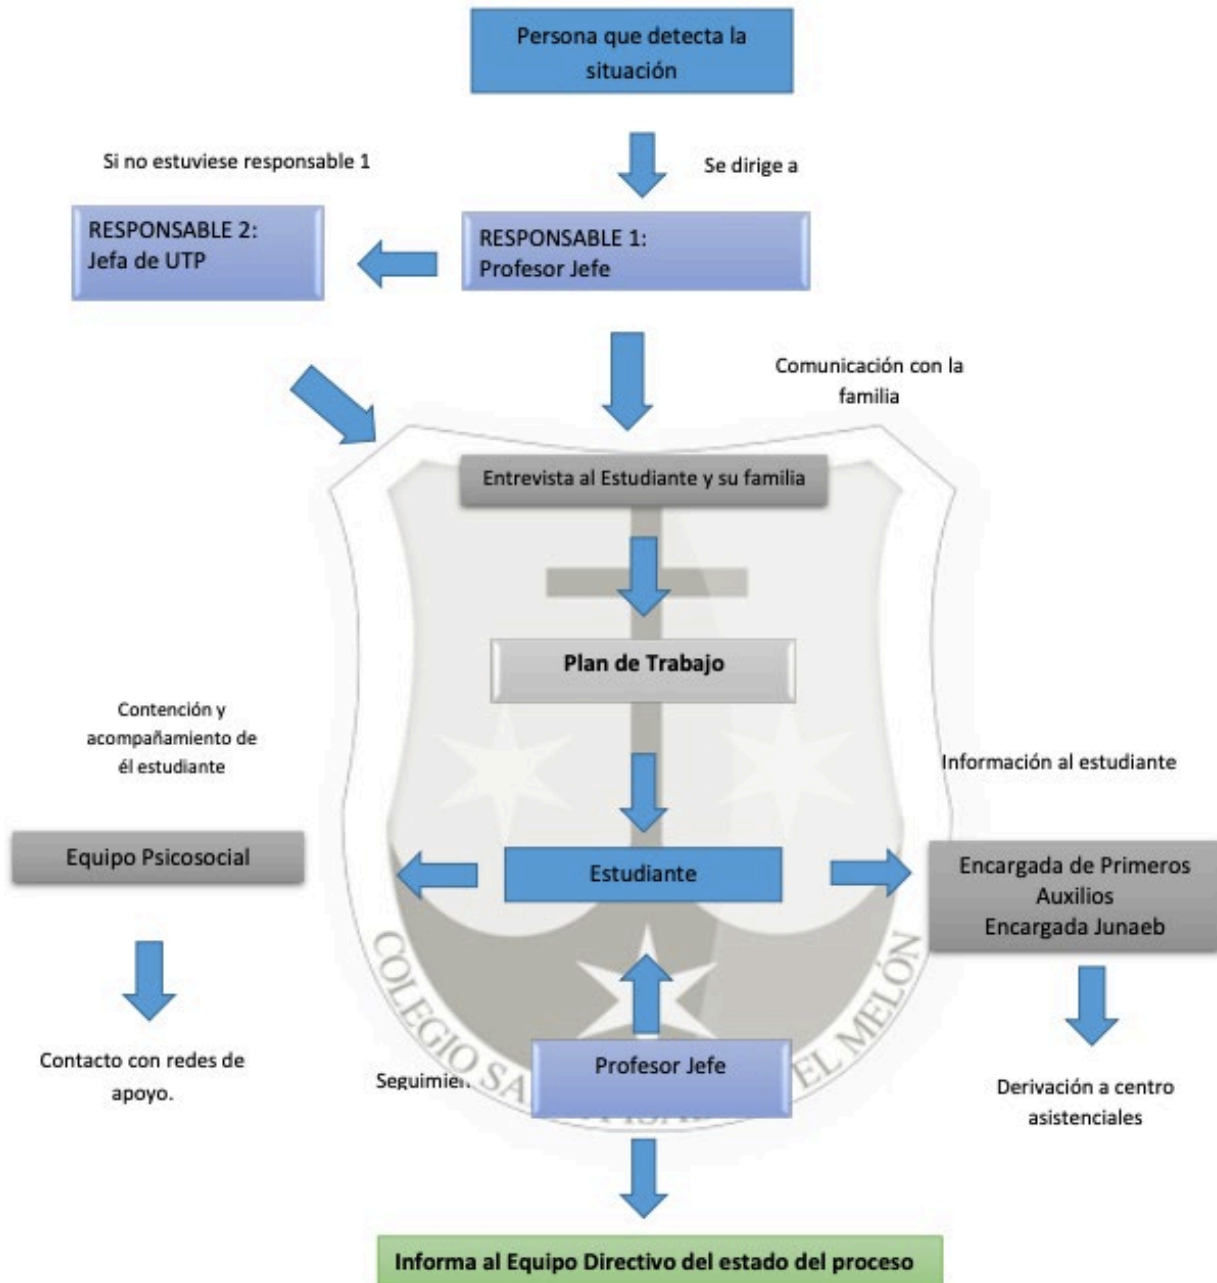 Persona que detecta la
situación
Si no estuviese responsable 1
Se dirige a
RESPONSABLE 2:
Jefa de UTP
RESPONSABLE 1:
Profesor Jefe
Comunicación con la
familia
Entrevista al Estudiante y su familia
Plan de Trabajo
Contención y
acompañamiento de
él estudiante
Información al estudiante
Equipo Psicosocial
Estudiante
Encargada de Primeros
Auxilios
Encargada Junaeb
Contacto con redes de
apoyo.
Seguimien
Profesor Jefe
Derivación a centro
asistenciales
COLEGIO SA
EL MELÓN
Informa al Equipo Directivo del estado del proceso